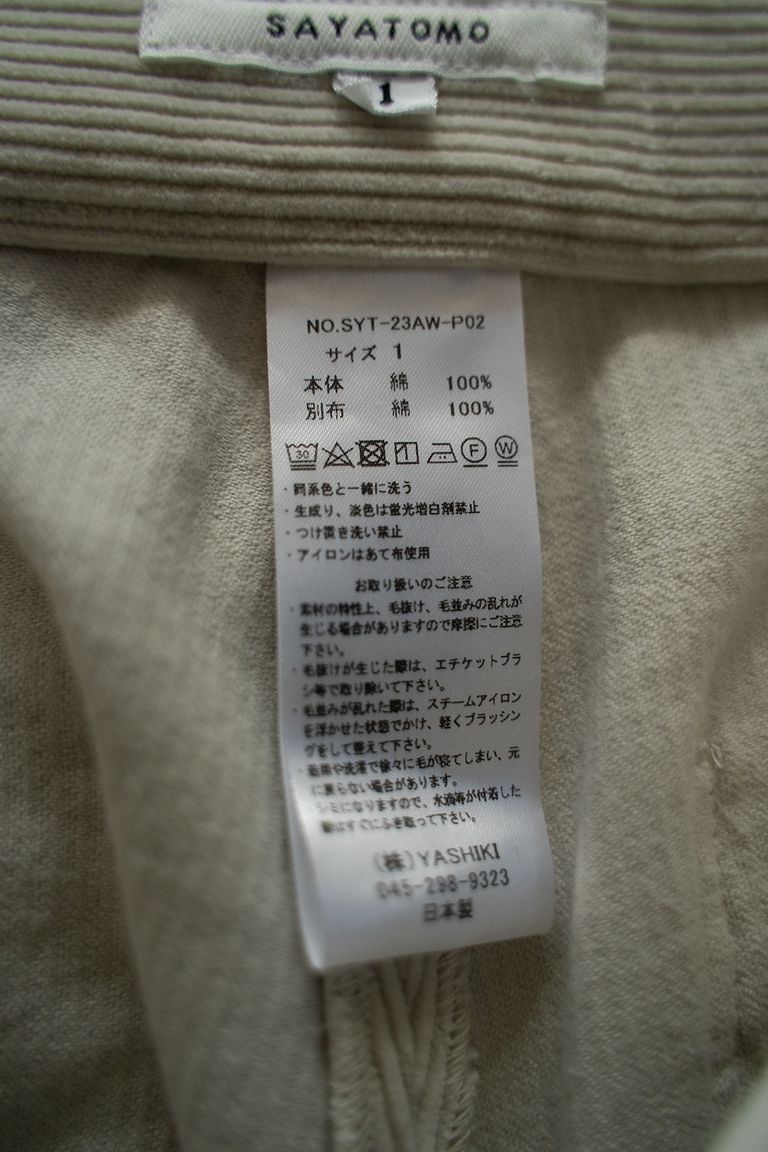 SAYATOMO
1
NO.SYT-23AW-P02
サイズ 1
本体 綿 100%
別布 綿 100%
30 F W
・同系色と一緒に洗う
・生成り、淡色は蛍光増白剤禁止
・つけ置き洗い禁止
・アイロンはあて布使用
お取り扱いのご注意
・素材の特性上、毛抜け、毛並みの乱れが
生じる場合がありますので摩擦にご注意
下さい。
・毛抜けが生じた際は、エチケットブラ
シ等で取り除いて下さい。
・毛並みが乱れた際は、スチームアイロン
を浮かせた状態でかけ、軽くブラッシン
グをして整えて下さい。
・着用や洗濯で徐々に毛が寝てしまい、元
に戻らない場合があります。
・シミになりますので、水滴等が付着した
際はすぐにふき取って下さい。
(株)YASHIKI
045-298-9323
日本製